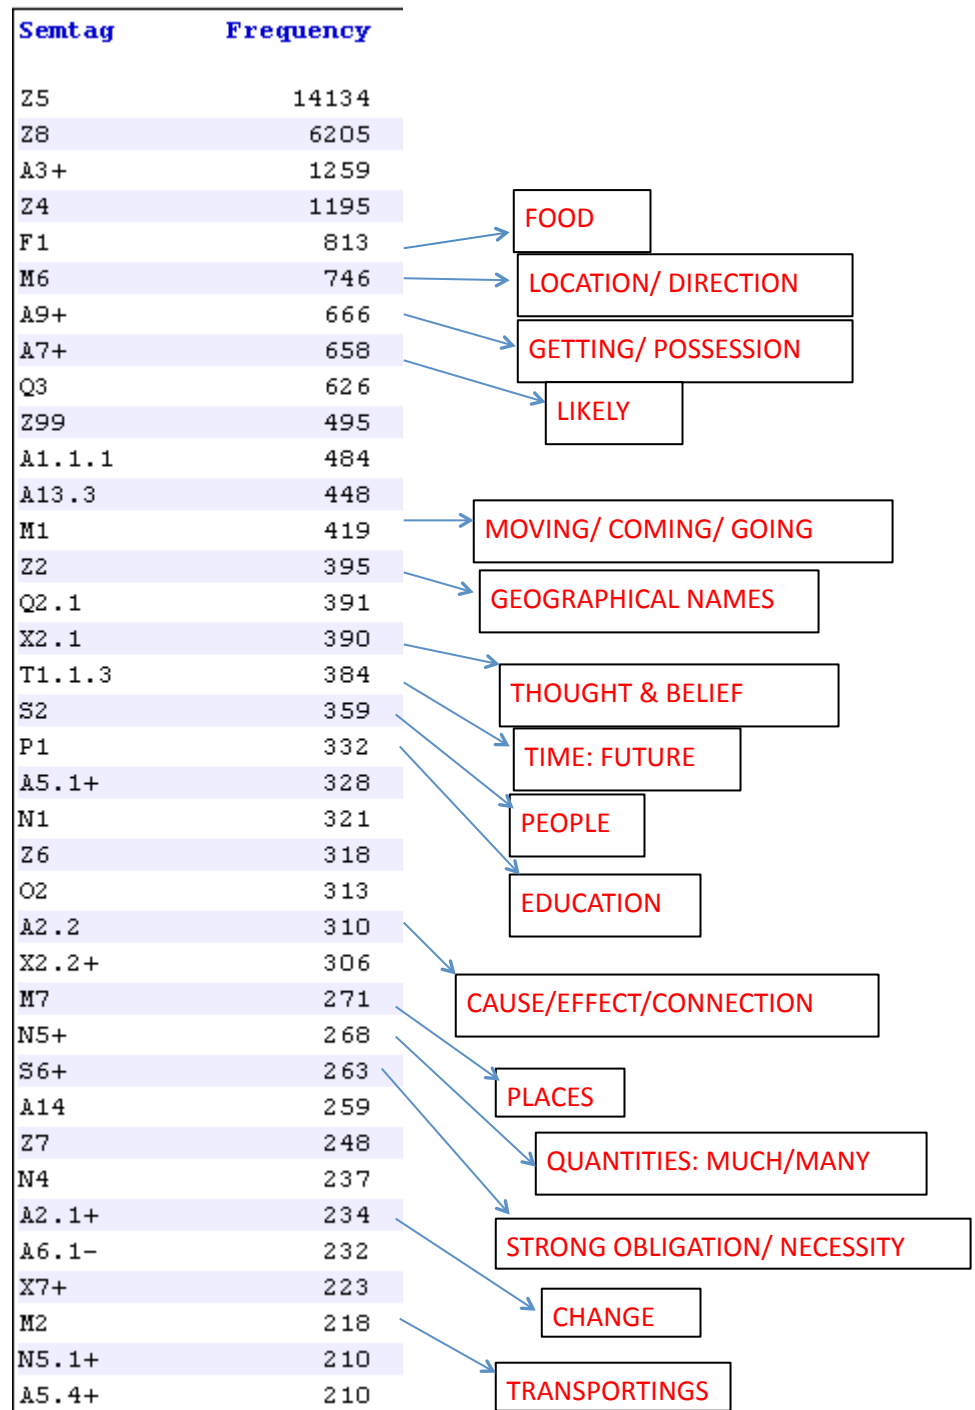 Semtag Frequency
Z5 14134
Z8 6205
A3+ 1259
Z4 1195
FOOD
F1 813
M6 746
LOCATION/ DIRECTION
A9+ 666
GETTING/ POSSESSION
A7+ 658
Q3 626
LIKELY
Z99 495
A1.1.1 484
A13.3 448
M1 419
MOVING/ COMING/ GOING
Z2 395
GEOGRAPHICAL NAMES
Q2.1 391
X2.1 390
T1.1.3 384
THOUGHT & BELIEF
S2 359
P1 332
TIME: FUTURE
A5.1+ 328
N1 321
PEOPLE
Z6 318
O2 313
EDUCATION
A2.2 310
X2.2+ 306
M7 271
CAUSE/EFFECT/CONNECTION
N5+ 268
S6+ 263
A14 259
PLACES
Z7 248
N4 237
QUANTITIES: MUCH/MANY
A2.1+ 234
A6.1- 232
STRONG OBLIGATION/ NECESSITY
X7+ 223
M2 218
CHANGE
N5.1+ 210
A5.4+ 210
TRANSPORTINGS